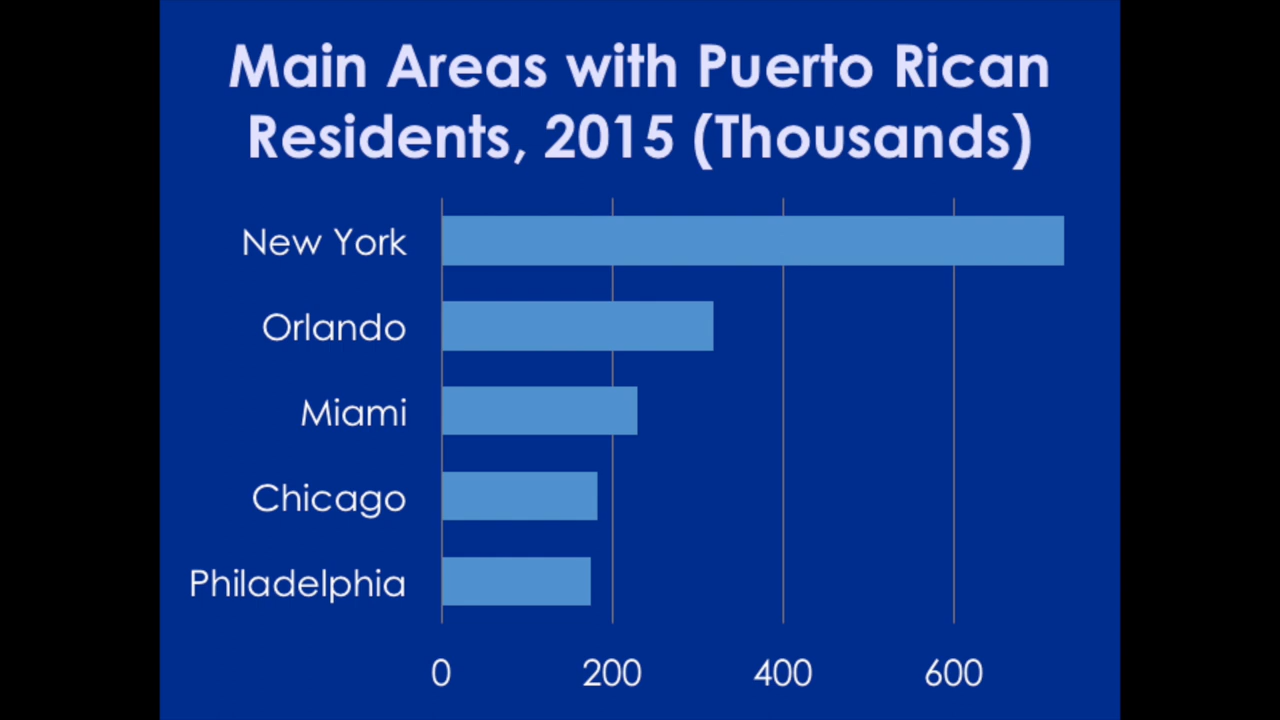 Main Areas with Puerto Rican
Residents, 2015 (Thousands)
New York
Orlando
Miami
Chicago
Philadelphia
0 200 400 600